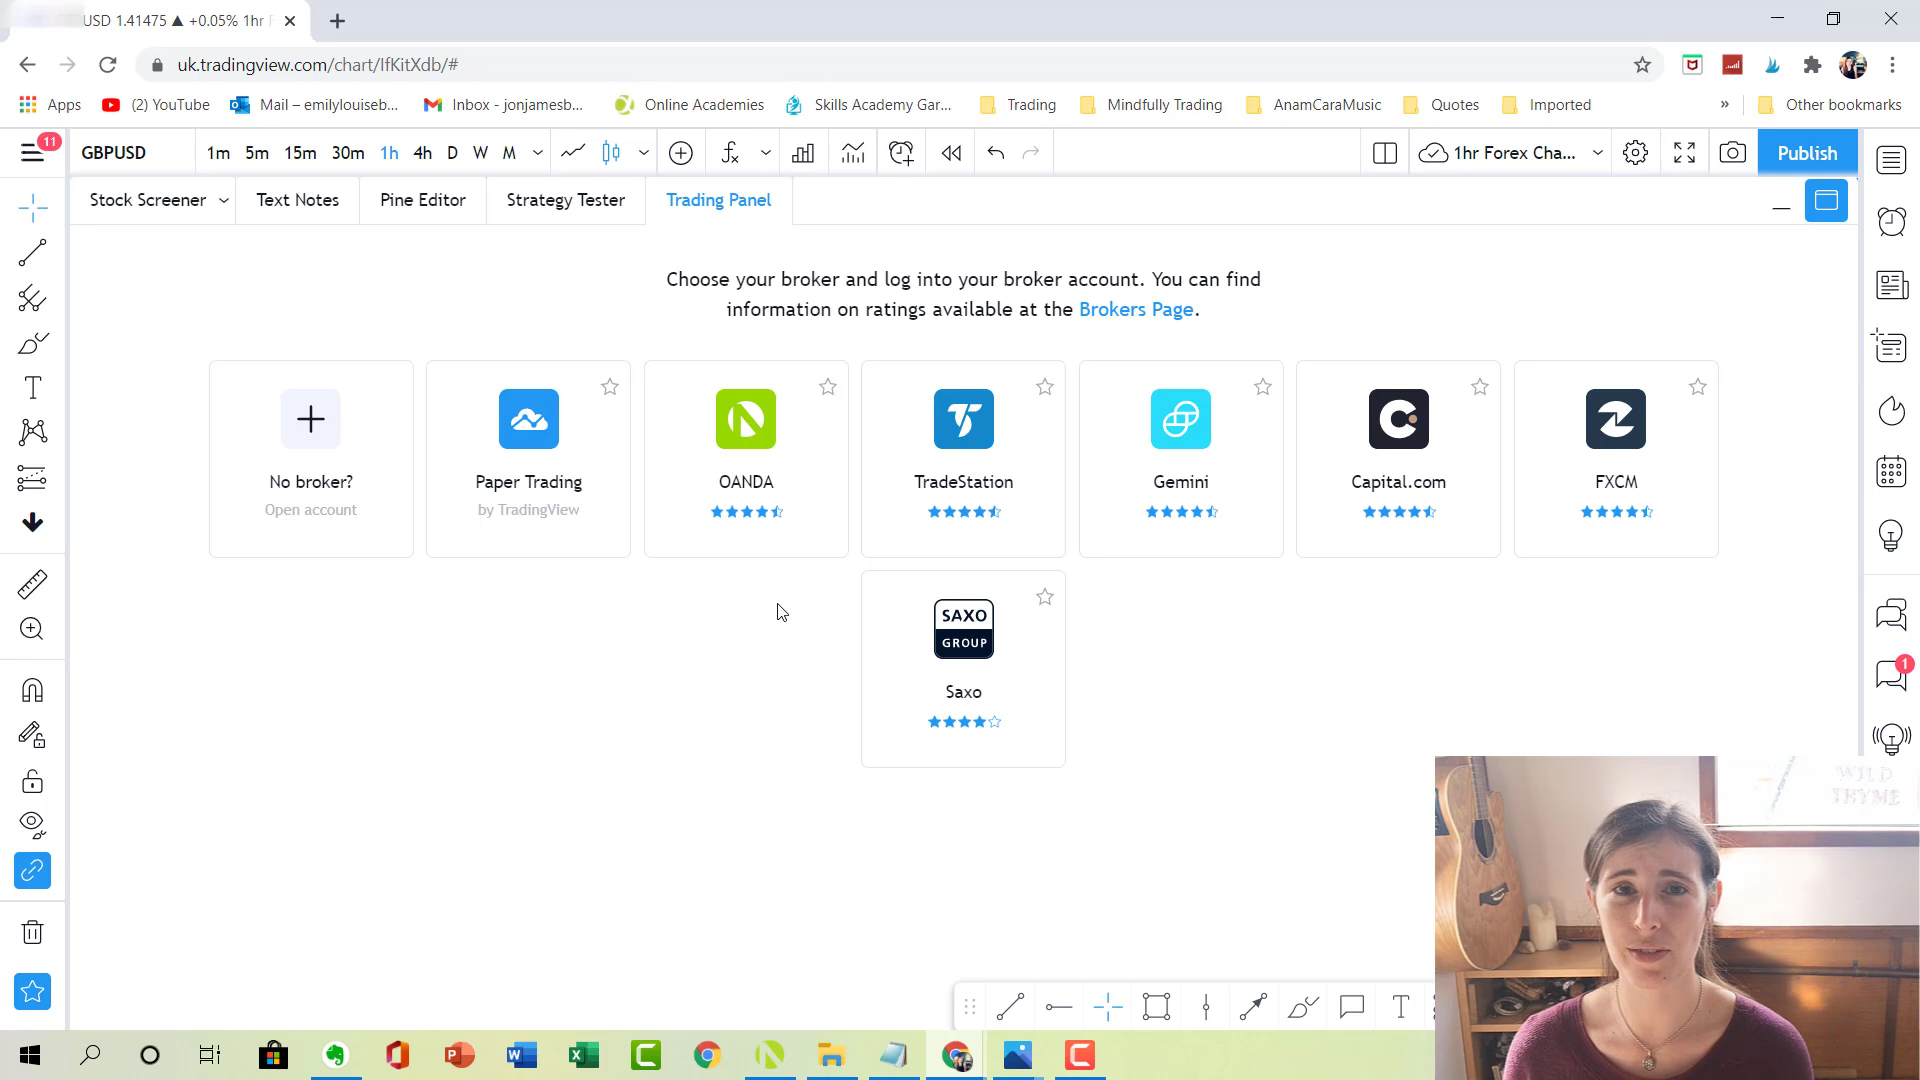 USD 1.41475 ▲ +0.05% 1hr F
uk.tradingview.com/chart/IfKitXdb/#
Apps (2) YouTube Mail – emilylouiseb... Inbox - jonjamesb... Online Academies Skills Academy Gar... Trading Mindfully Trading AnamCaraMusic Quotes Imported » Other bookmarks
11
GBPUSD 1m 5m 15m 30m 1h 4h D W M 1hr Forex Cha... Publish
Stock Screener Text Notes Pine Editor Strategy Tester Trading Panel
Choose your broker and log into your broker account. You can find
information on ratings available at the Brokers Page.
No broker? Paper Trading OANDA TradeStation Gemini Capital.com FXCM
Open account by TradingView
SAXO
GROUP
Saxo
1
WILD
THYME